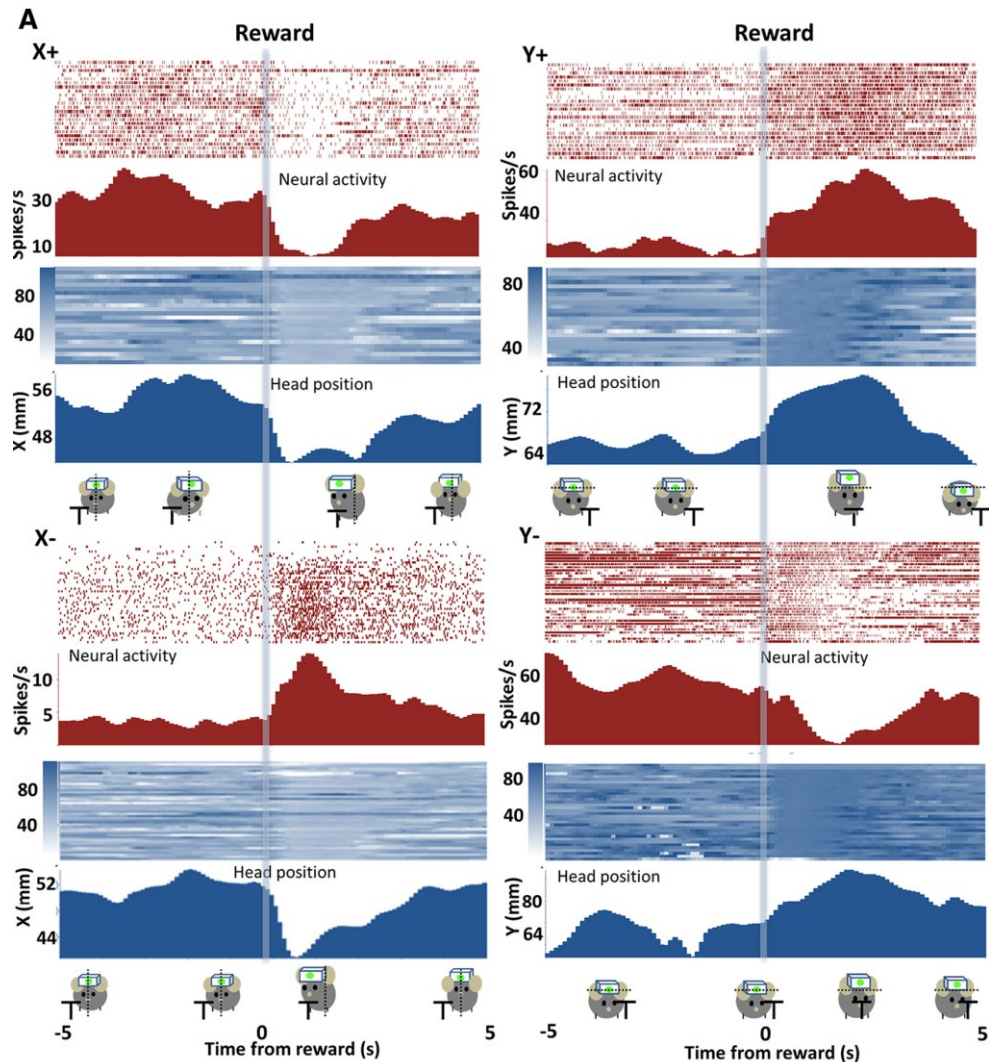 A
Reward
X+
Spikes/s
30
10
Neural activity
80
40
X (mm)
56
48
Head position
Reward
Y+
Spikes/s
60
40
Neural activity
80
40
Y (mm)
72
64
Head position
X-
Neural activity
Spikes/s
10
5
80
40
X (mm)
52
44
Head position
-5
0
5
Time from reward (s)
Y-
Neural activity
Spikes/s
60
40
80
40
Y (mm)
80
64
Head position
-5
0
5
Time from reward (s)